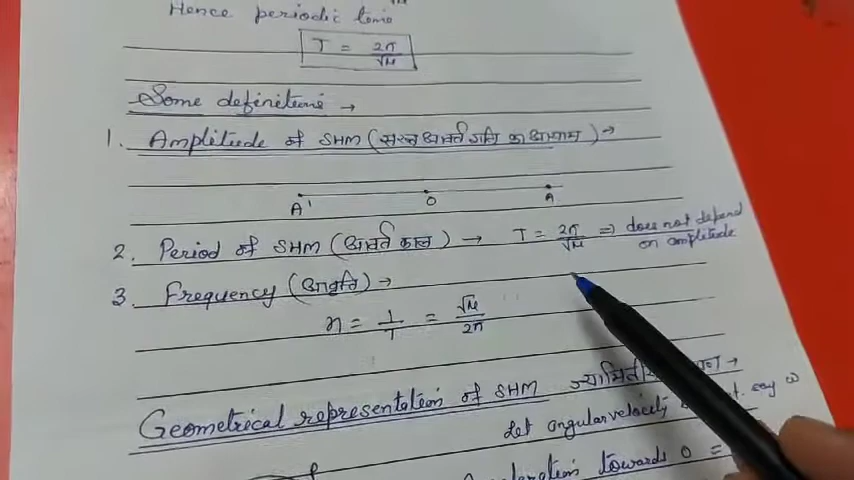 Hence periodic time
T = 2π/√μ
Some definitions →
1. Amplitude of SHM (सरल आवर्त गति का आयाम) →
A' O A
2. Period of SHM (आवर्त काल) → T = 2π/√μ ⇒ does not depend
on amplitude
3. Frequency (आवृत्ति) →
n = 1/T = √μ/2π
Geometrical representation of SHM →
Let angular velocity say ω
towards O =